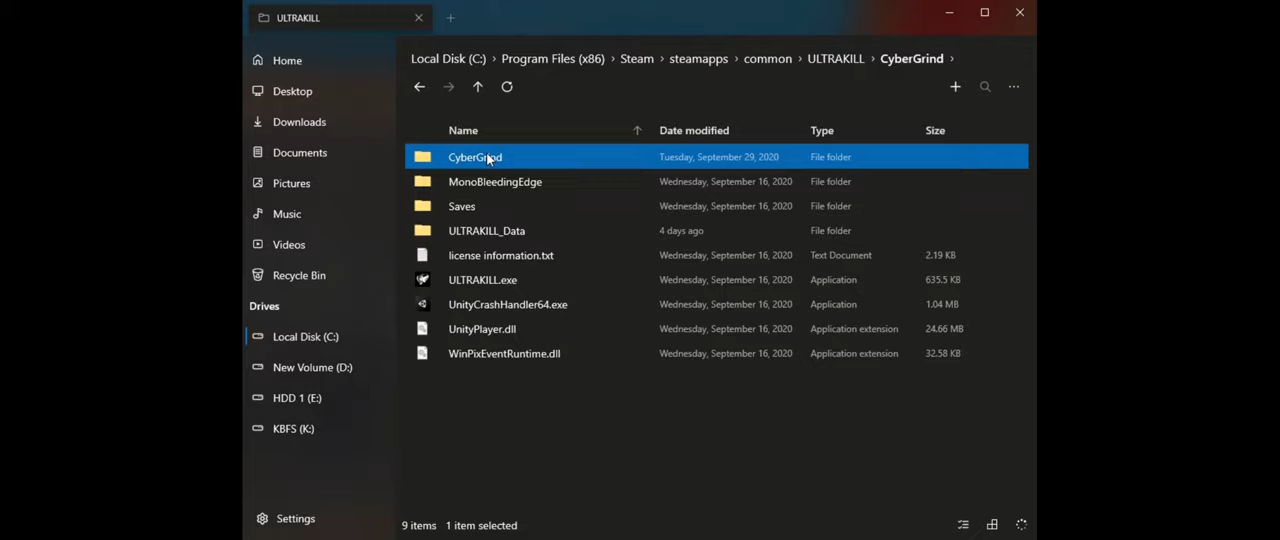 ULTRAKILL
Local Disk (C:) Program Files (x86) Steam steamapps common ULTRAKILL CyberGrind
Home
Desktop
Downloads
Documents
Pictures
Music
Videos
Recycle Bin
Drives
Local Disk (C:)
New Volume (D:)
HDD 1 (E:)
KBFS (K:)
Settings
Name Date modified Type Size
CyberGrind Tuesday, September 29, 2020 File folder
MonoBleedingEdge Wednesday, September 16, 2020 File folder
Saves Wednesday, September 16, 2020 File folder
ULTRAKILL_Data 4 days ago File folder
license information.txt Wednesday, September 16, 2020 Text Document 2.19 KB
ULTRAKILL.exe Wednesday, September 16, 2020 Application 635.5 KB
UnityCrashHandler64.exe Wednesday, September 16, 2020 Application 1.04 MB
UnityPlayer.dll Wednesday, September 16, 2020 Application extension 24.66 MB
WinPixEventRuntime.dll Wednesday, September 16, 2020 Application extension 32.58 KB
9 items 1 item selected